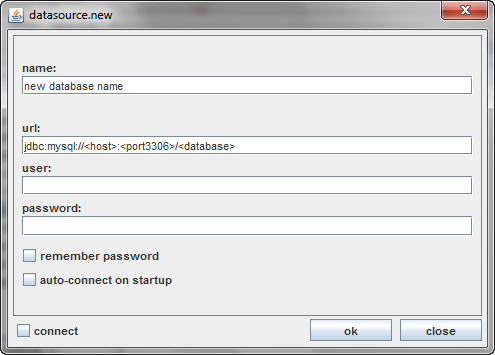 datasource.new
name:
new database name
url:
jdbc:mysql://<host>:<port3306>/<database>
user:
password:
remember password
auto-connect on startup
connect
ok
close